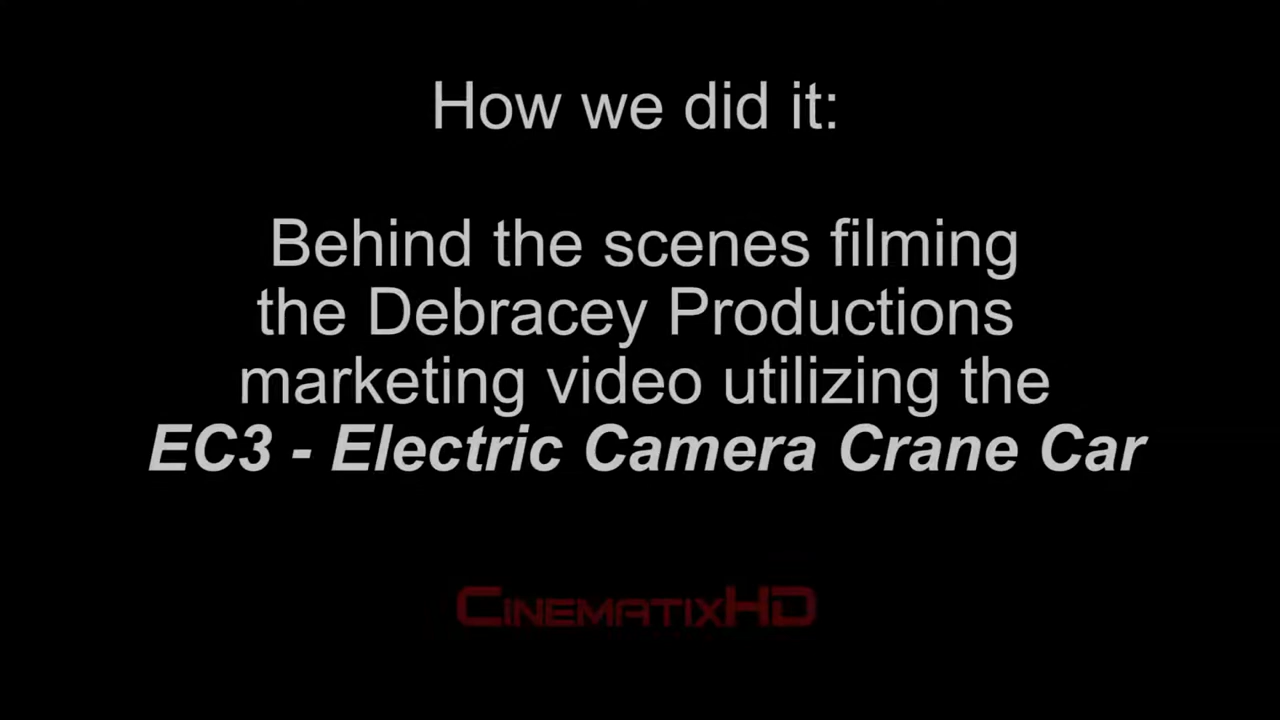 How we did it:
Behind the scenes filming
the Debracey Productions
marketing video utilizing the
EC3 - Electric Camera Crane Car
CINEMATIXHD